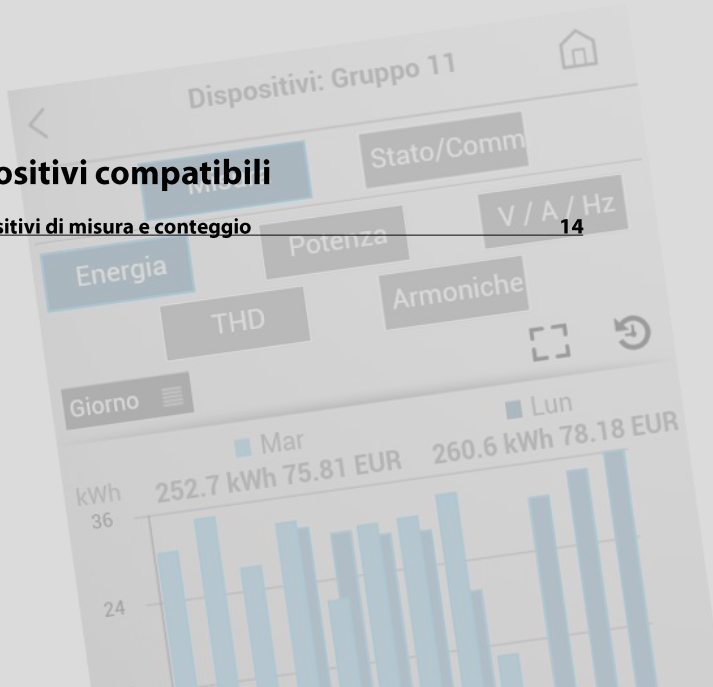 Dispositivi: Gruppo 11
Stato/Comm
ositivi compatibili
sitivi di misura e conteggio 14
V / A / Hz
Potenza
Energia
Armoniche
THD
Giorno
Mar Lun
kWh 252.7 kWh 75.81 EUR 260.6 kWh 78.18 EUR
36
24